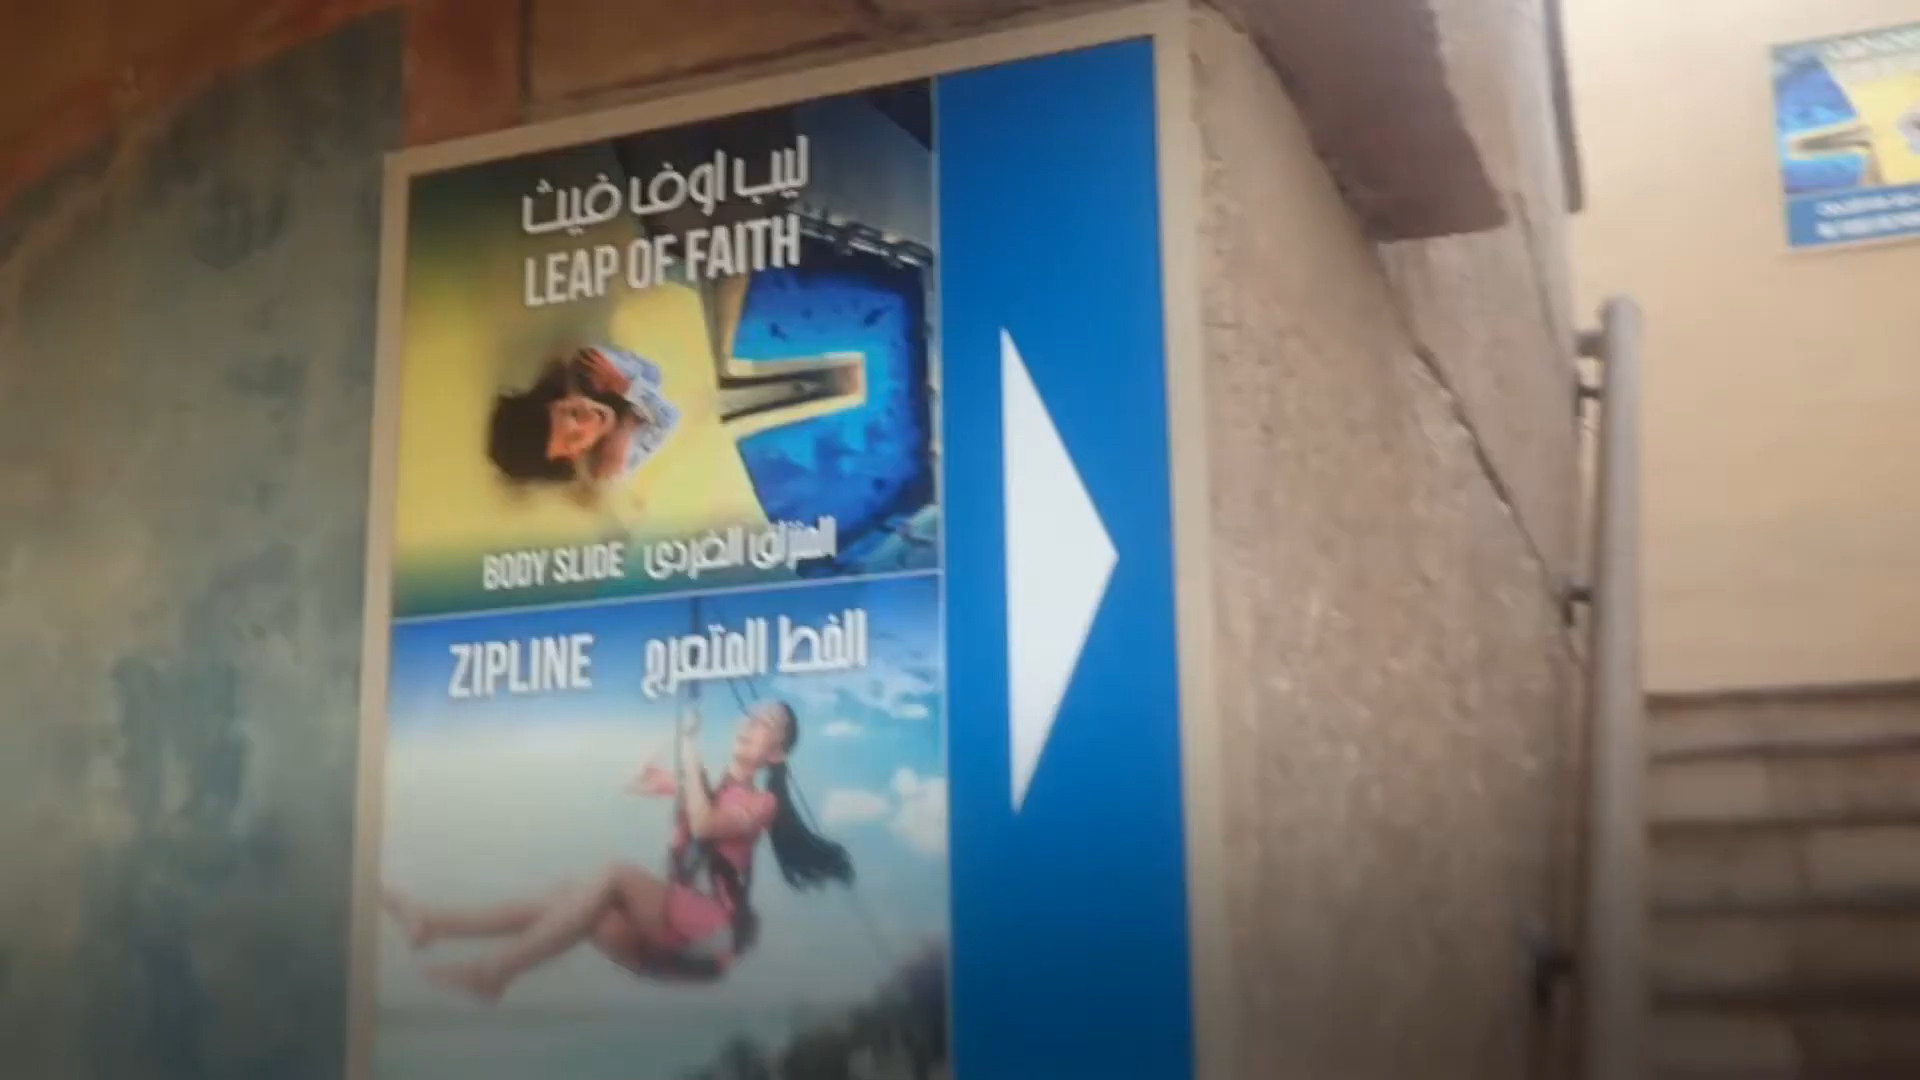 ليب اوف فيث
LEAP OF FAITH
BODY SLIDE المنزلق الفردي
ZIPLINE الخط المتعرج